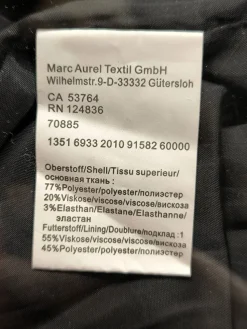 Marc Aurel Textil GmbH
Wilhelmstr.9-D-33332 Gütersloh
CA 53764
RN 124836
70885
1351 6933 2010 91582 60000
Oberstoff/Shell/Tissu superieur/
основная ткань :
77%Polyester/polyester/полиэстер
20%Viskose/viscose/viscose/вискоза
3%Elasthan/Elastane/Elasthanne/
эластан
Futterstoff/Lining/Doublure/подклад :1
55%Viskose/viscose/viscose/вискоза
45%Polyester/polyester/полиэстер